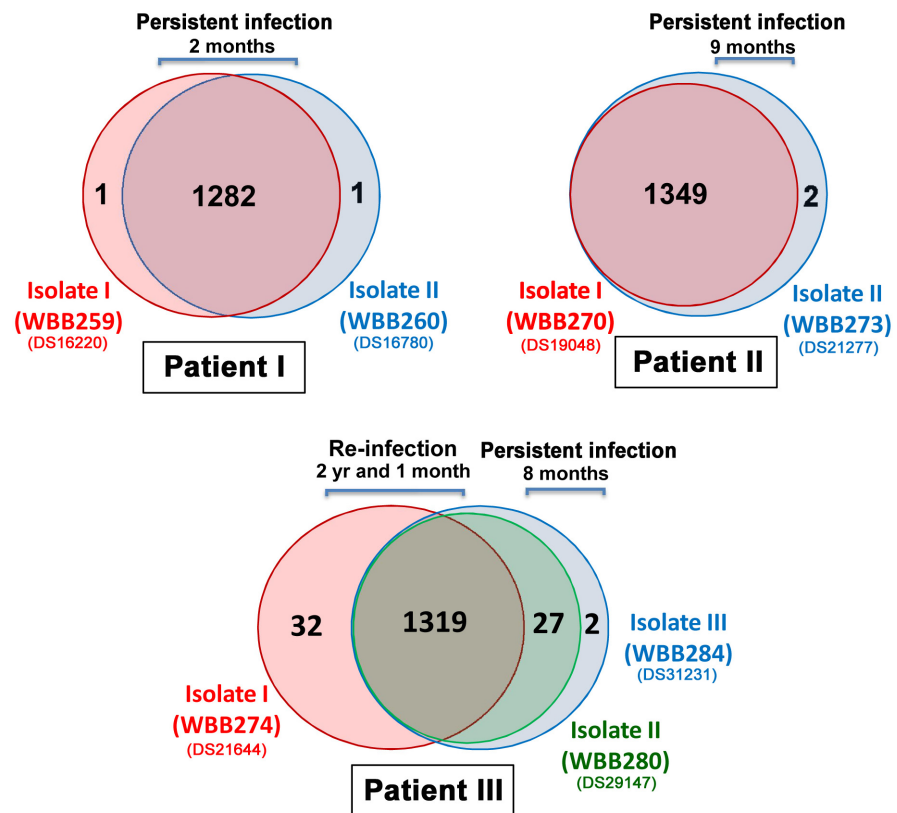 Persistent infection
2 months
1
1282
1
Isolate I
(WBB259)
(DS16220)
Isolate II
(WBB260)
(DS16780)
Patient I
Persistent infection
9 months
1349
2
Isolate I
(WBB270)
(DS19048)
Isolate II
(WBB273)
(DS21277)
Patient II
Re-infection
2 yr and 1 month
Persistent infection
8 months
32
1319
27
2
Isolate I
(WBB274)
(DS21644)
Isolate III
(WBB284)
(DS31231)
Isolate II
(WBB280)
(DS29147)
Patient III